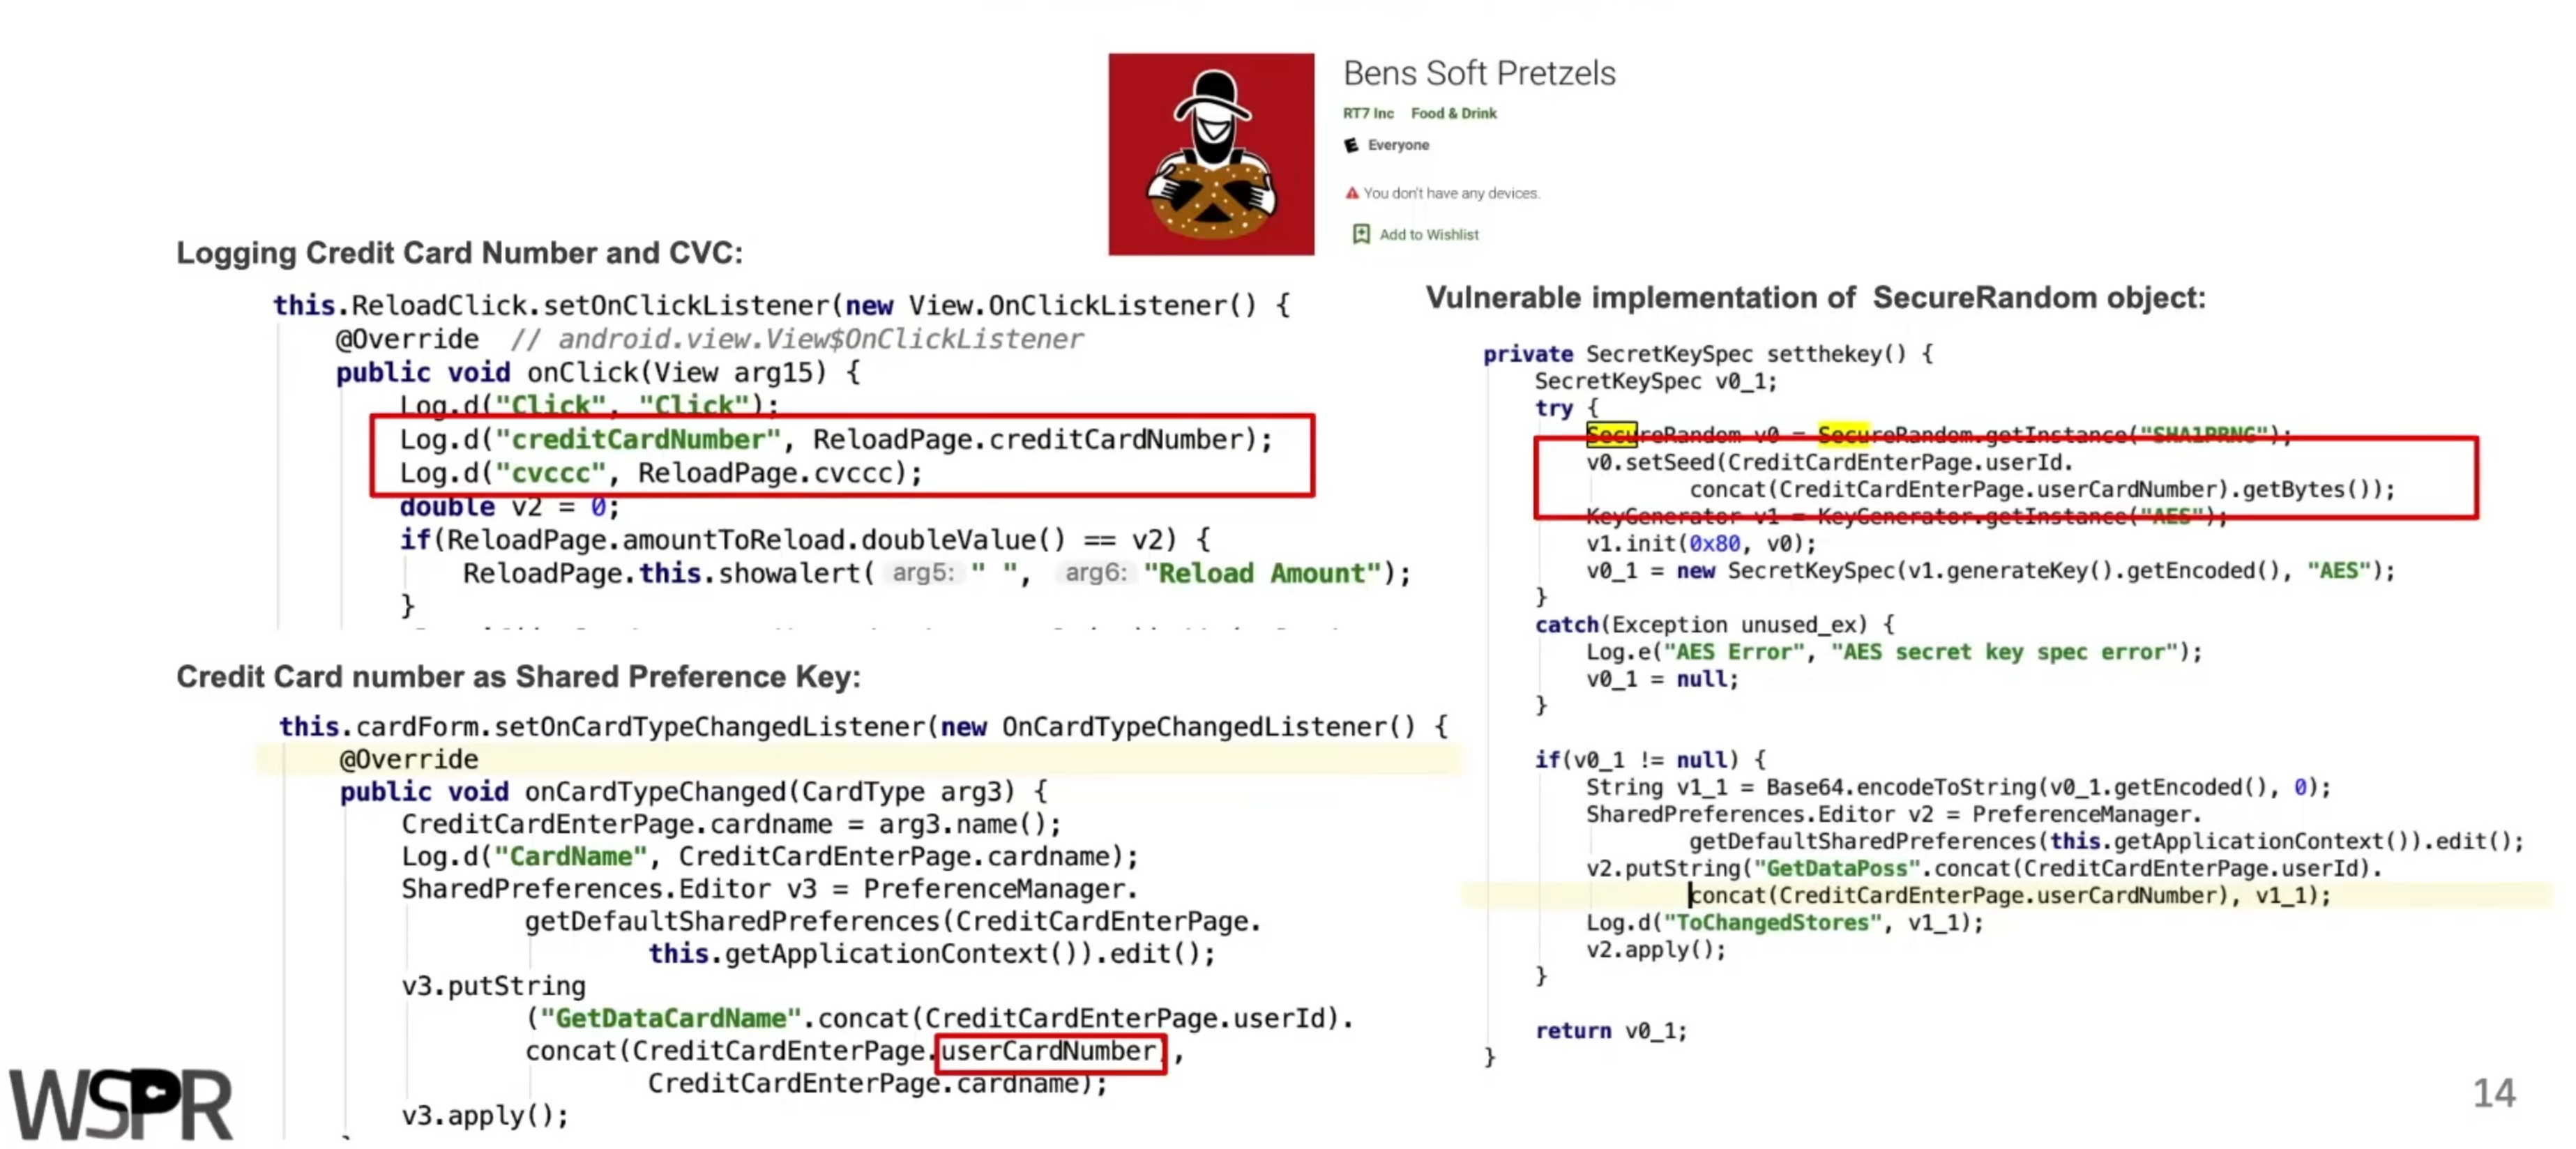 Bens Soft Pretzels
RT7 Inc Food & Drink
E Everyone
You don't have any devices.
Add to Wishlist
Logging Credit Card Number and CVC:
this.ReloadClick.setOnClickListener(new View.OnClickListener() {
@Override // android.view.View$OnClickListener
public void onClick(View arg15) {
Log.d("Click", "Click");
Log.d("creditCardNumber", ReloadPage.creditCardNumber);
Log.d("cvccc", ReloadPage.cvccc);
double v2 = 0;
if(ReloadPage.amountToReload.doubleValue() == v2) {
ReloadPage.this.showalert( arg5: " ", arg6: "Reload Amount");
}
Credit Card number as Shared Preference Key:
this.cardForm.setOnCardTypeChangedListener(new OnCardTypeChangedListener() {
@Override
public void onCardTypeChanged(CardType arg3) {
CreditCardEnterPage.cardname = arg3.name();
Log.d("CardName", CreditCardEnterPage.cardname);
SharedPreferences.Editor v3 = PreferenceManager.
getDefaultSharedPreferences(CreditCardEnterPage.
this.getApplicationContext()).edit();
v3.putString
("GetDataCardName".concat(CreditCardEnterPage.userId).
concat(CreditCardEnterPage.userCardNumber),
CreditCardEnterPage.cardname);
v3.apply();
Vulnerable implementation of SecureRandom object:
private SecretKeySpec setthekey() {
SecretKeySpec v0_1;
try {
SecureRandom v0 = SecureRandom.getInstance("SHA1PRNG");
v0.setSeed(CreditCardEnterPage.userId.
concat(CreditCardEnterPage.userCardNumber).getBytes());
KeyGenerator v1 = KeyGenerator.getInstance("AES");
v1.init(0x80, v0);
v0_1 = new SecretKeySpec(v1.generateKey().getEncoded(), "AES");
}
catch(Exception unused_ex) {
Log.e("AES Error", "AES secret key spec error");
v0_1 = null;
}
if(v0_1 != null) {
String v1_1 = Base64.encodeToString(v0_1.getEncoded(), 0);
SharedPreferences.Editor v2 = PreferenceManager.
getDefaultSharedPreferences(this.getApplicationContext()).edit();
v2.putString("GetDataPoss".concat(CreditCardEnterPage.userId).
concat(CreditCardEnterPage.userCardNumber), v1_1);
Log.d("ToChangedStores", v1_1);
v2.apply();
}
return v0_1;
}
WSPR
14